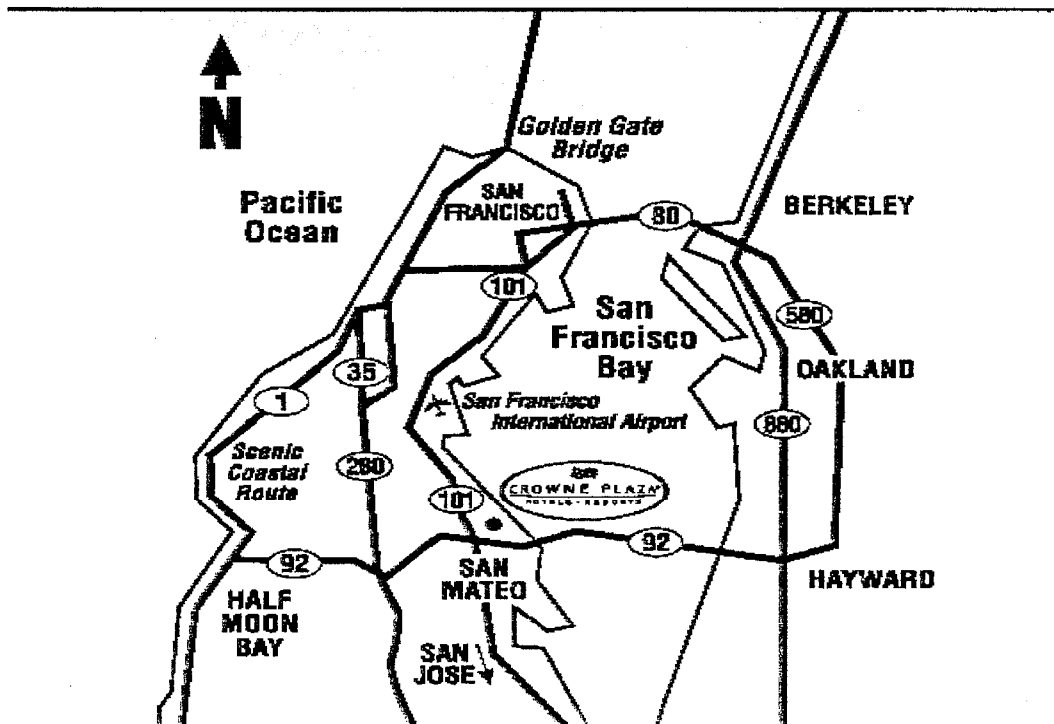 N
Golden Gate
Bridge
SAN
FRANCISCO
Pacific
Ocean
80
BERKELEY
101
San
Francisco
Bay
580
35
OAKLAND
1
San Francisco
International Airport
880
Scenic
Coastal
Route
280
101
CROWNE PLAZA
HOTELS • RESORTS
92
92
SAN
MATEO
HAYWARD
HALF
MOON
BAY
SAN
JOSE